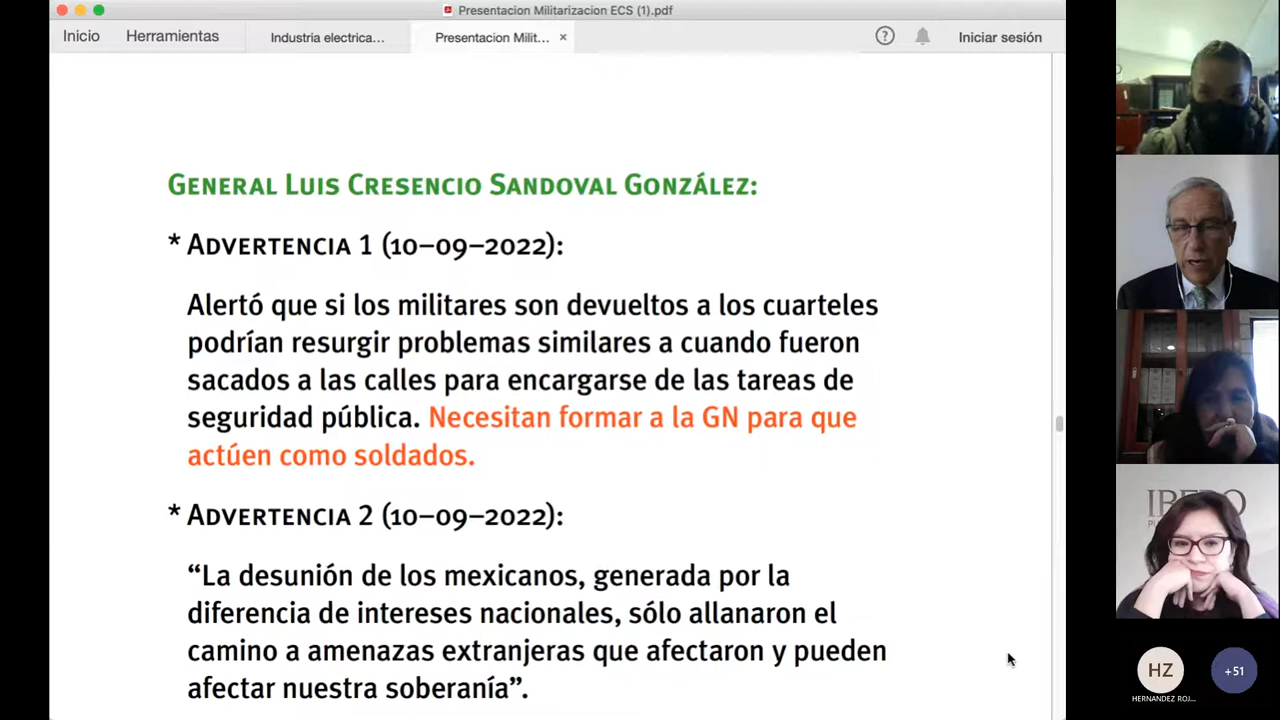 Presentacion Militarizacion ECS (1).pdf
Inicio
Herramientas
Industria electrica...
Presentacion Milit... ×
Iniciar sesión
GENERAL LUIS CRESENCIO SANDOVAL GONZÁLEZ:
* ADVERTENCIA 1 (10–09–2022):
Alertó que si los militares son devueltos a los cuarteles
podrían resurgir problemas similares a cuando fueron
sacados a las calles para encargarse de las tareas de
seguridad pública. Necesitan formar a la GN para que
actúen como soldados.
* ADVERTENCIA 2 (10–09–2022):
“La desunión de los mexicanos, generada por la
diferencia de intereses nacionales, sólo allanaron el
camino a amenazas extranjeras que afectaron y pueden
afectar nuestra soberanía”.
HZ
+51
HERNANDEZ ROJ...